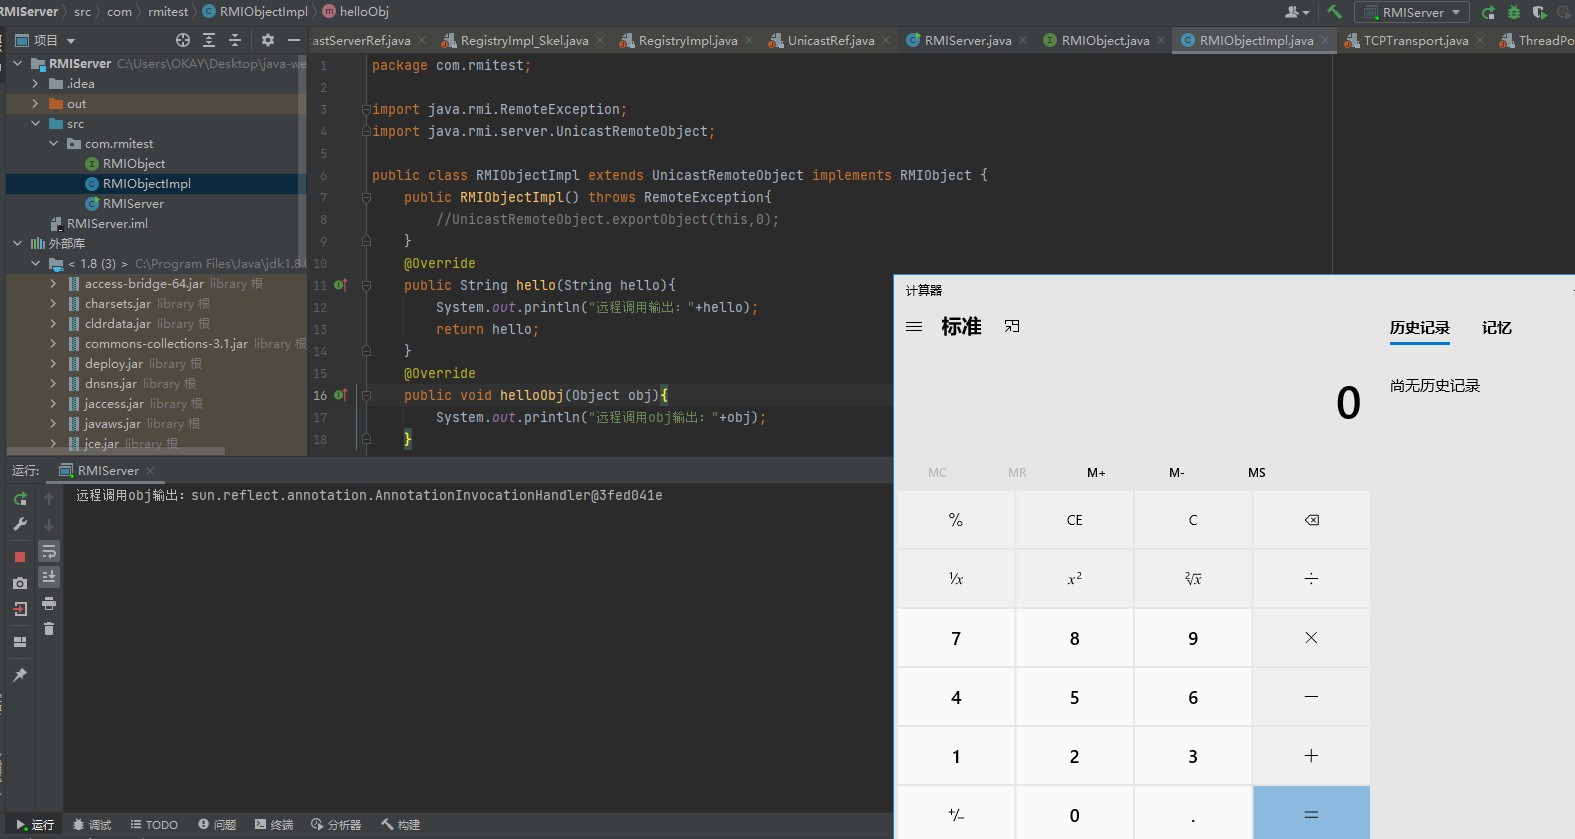 RMIServer 〉 src 〉 com 〉 rmitest 〉 RMIObjectImpl 〉 helloObj
RMIServer
项目
castServerRef.java RegistryImpl_Skel.java RegistryImpl.java UnicastRef.java RMIServer.java RMIObject.java RMIObjectImpl.java TCPTransport.java ThreadPo
RMIServer C:\Users\OKAY\Desktop\java-we
.idea
out
src
com.rmitest
RMIObject
RMIObjectImpl
RMIServer
RMIServer.iml
外部库
< 1.8 (3) > C:\Program Files\Java\jdk1.8.0
access-bridge-64.jar library 根
charsets.jar library 根
cldrdata.jar library 根
commons-collections-3.1.jar library 根
deploy.jar library 根
dnsns.jar library 根
jaccess.jar library 根
javaws.jar library 根
jce.jar library 根
1 package com.rmitest;
2
3 import java.rmi.RemoteException;
4 import java.rmi.server.UnicastRemoteObject;
5
6 public class RMIObjectImpl extends UnicastRemoteObject implements RMIObject {
7 public RMIObjectImpl() throws RemoteException{
8 //UnicastRemoteObject.exportObject(this,0);
9 }
10 @Override
11 public String hello(String hello){
12 System.out.println("远程调用输出："+hello);
13 return hello;
14 }
15 @Override
16 public void helloObj(Object obj){
17 System.out.println("远程调用obj输出："+obj);
18 }
运行: RMIServer
远程调用obj输出：sun.reflect.annotation.AnnotationInvocationHandler@3fed041e
运行 调试 TODO 问题 终端 分析器 构建
计算器
标准
历史记录 记忆
尚无历史记录
0
MC MR M+ M- MS
% CE C
¹⁄x x² ²√x ÷
7 8 9 ×
4 5 6 −
1 2 3 +
+/− 0 . =